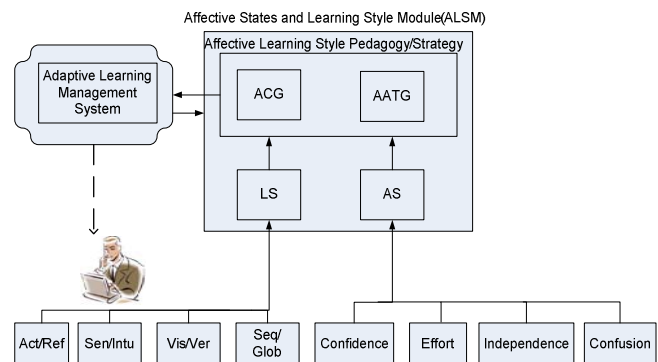 Affective States and Learning Style Module(ALSM)
Affective Learning Style Pedagogy/Strategy
Adaptive Learning
Management
System
ACG
AATG
LS
AS
Act/Ref
Sen/Intu
Vis/Ver
Seq/
Glob
Confidence
Effort
Independence
Confusion